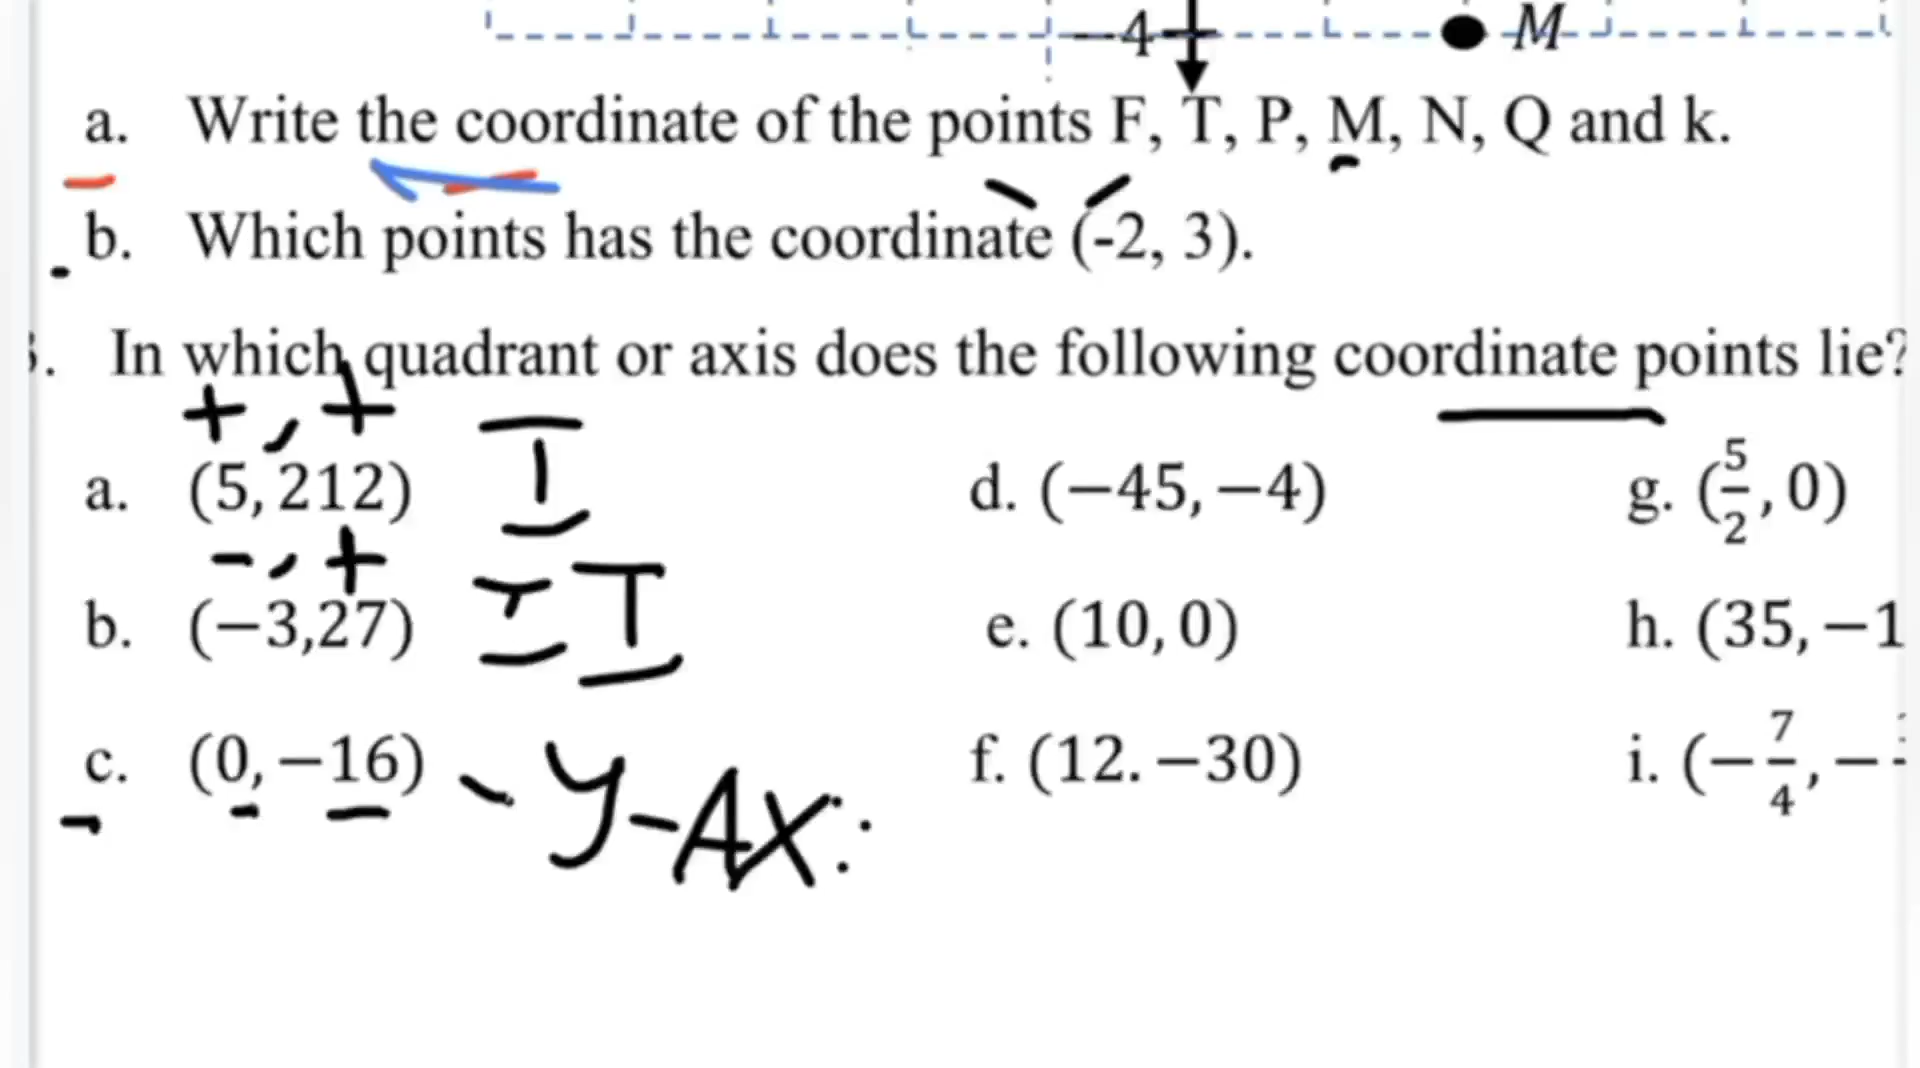 −4 M
a. Write the coordinate of the points F, T, P, M, N, Q and k.
b. Which points has the coordinate (-2, 3).
. In which quadrant or axis does the following coordinate points lie?
+, + I
a. (5, 212) d. (−45, −4) g. (5/2, 0)
-, + II
b. (−3,27) e. (10, 0) h. (35, −1
c. (0, −16) - Y-AX: f. (12. −30) i. (−7/4, −